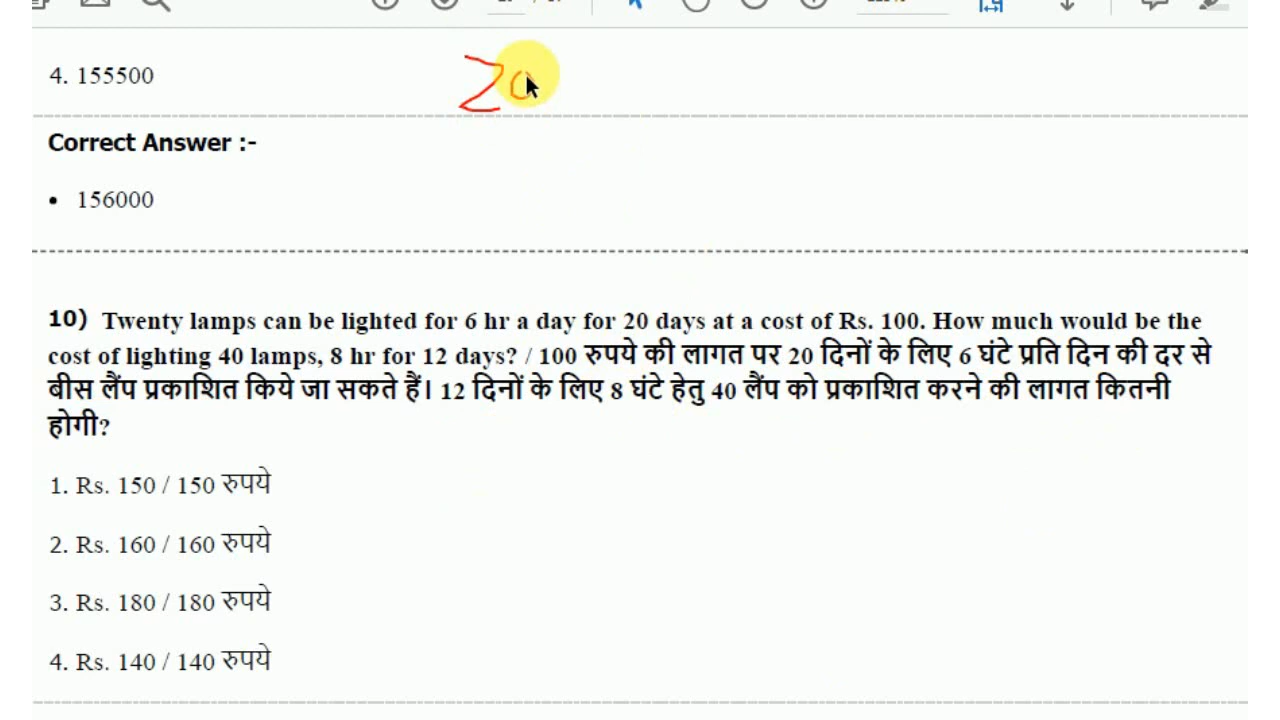 4. 155500
20
Correct Answer :-
• 156000
10) Twenty lamps can be lighted for 6 hr a day for 20 days at a cost of Rs. 100. How much would be the
cost of lighting 40 lamps, 8 hr for 12 days? / 100 रुपये की लागत पर 20 दिनों के लिए 6 घंटे प्रति दिन की दर से
बीस लैंप प्रकाशित किये जा सकते हैं। 12 दिनों के लिए 8 घंटे हेतु 40 लैंप को प्रकाशित करने की लागत कितनी
होगी?
1. Rs. 150 / 150 रुपये
2. Rs. 160 / 160 रुपये
3. Rs. 180 / 180 रुपये
4. Rs. 140 / 140 रुपये